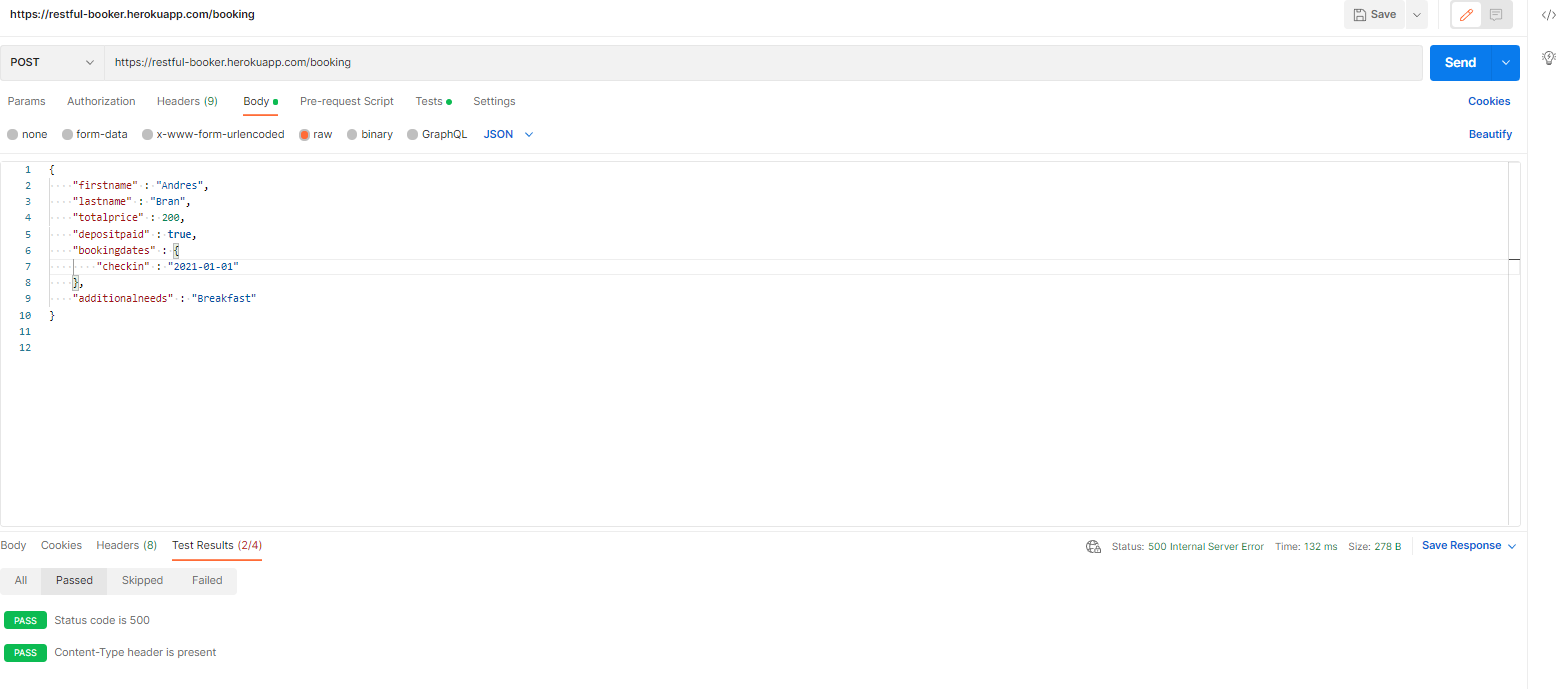 https://restful-booker.herokuapp.com/booking Save
POST https://restful-booker.herokuapp.com/booking Send
Params Authorization Headers (9) Body Pre-request Script Tests Settings Cookies
none form-data x-www-form-urlencoded raw binary GraphQL JSON Beautify
1 {
2 "firstname" : "Andres",
3 "lastname" : "Bran",
4 "totalprice" : 200,
5 "depositpaid" : true,
6 "bookingdates" : {
7 "checkin" : "2021-01-01"
8 },
9 "additionalneeds" : "Breakfast"
10 }
11
12
Body Cookies Headers (8) Test Results (2/4) Status: 500 Internal Server Error Time: 132 ms Size: 278 B Save Response
All Passed Skipped Failed
PASS Status code is 500
PASS Content-Type header is present